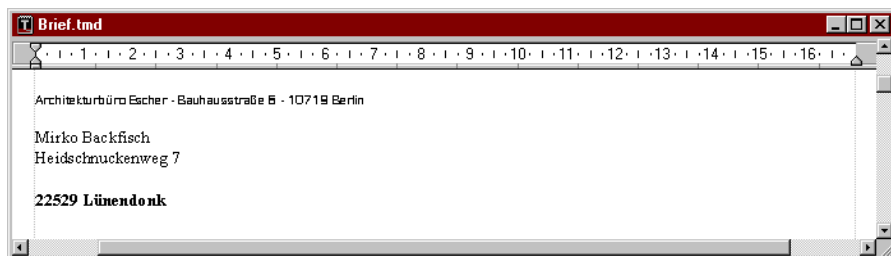 Brief.tmd
1 2 3 4 5 6 7 8 9 10 11 12 13 14 15 16
Architekturbüro Escher - Bauhausstraße 6 - 10719 Berlin
Mirko Backfisch
Heidschnuckenweg 7
22529 Lünendonk